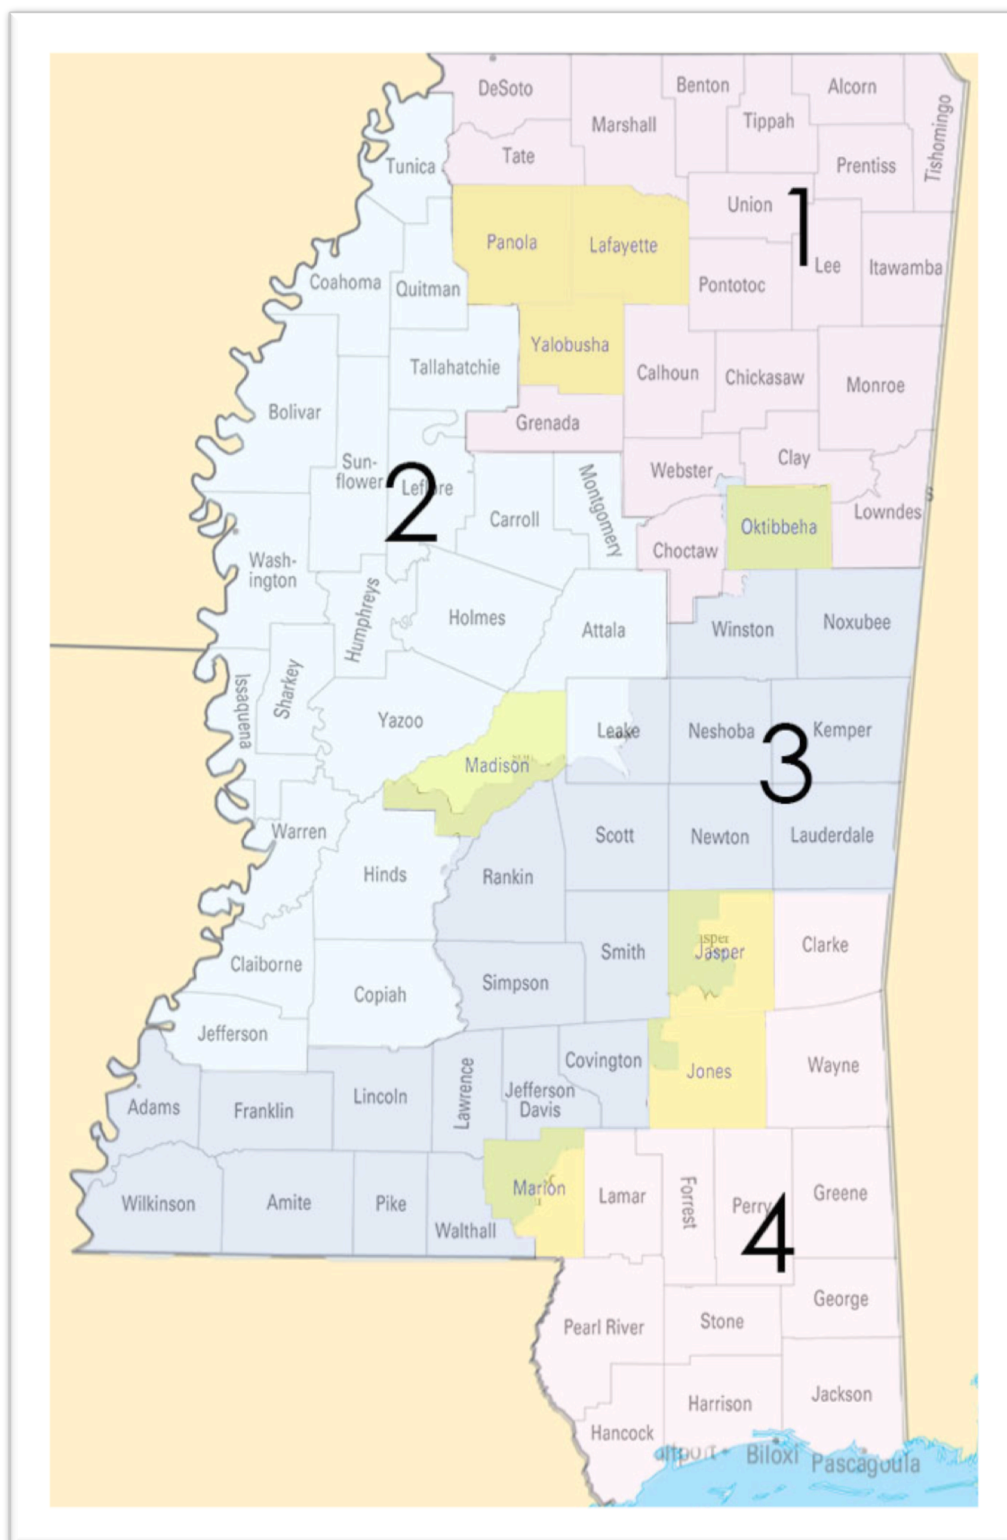 DeSoto
Benton
Alcorn
Marshall
Tippah
Tishomingo
Tate
Prentiss
Tunica
Union
1
Panola
Lafayette
Lee
Itawamba
Coahoma
Quitman
Pontotoc
Yalobusha
Tallahatchie
Calhoun
Chickasaw
Monroe
Bolivar
Grenada
Sun-
flower
Leflore
2
Montgomery
Webster
Clay
Carroll
Oktibbeha
Lowndes
s
Choctaw
Wash-
ington
Humphreys
Holmes
Attala
Winston
Noxubee
Issaquena
Sharkey
Yazoo
Leake
Neshoba
Kemper
3
Madison
Warren
Scott
Newton
Lauderdale
Hinds
Rankin
Smith
asper
Jasper
Clarke
Claiborne
Copiah
Simpson
Jefferson
Covington
Jones
Wayne
Adams
Franklin
Lincoln
Lawrence
Jefferson
Davis
Wilkinson
Amite
Pike
Walthall
Marion
Lamar
Forrest
Perry
Greene
4
Pearl River
Stone
George
Hancock
Harrison
Jackson
ulfport
Biloxi
Pascagoula